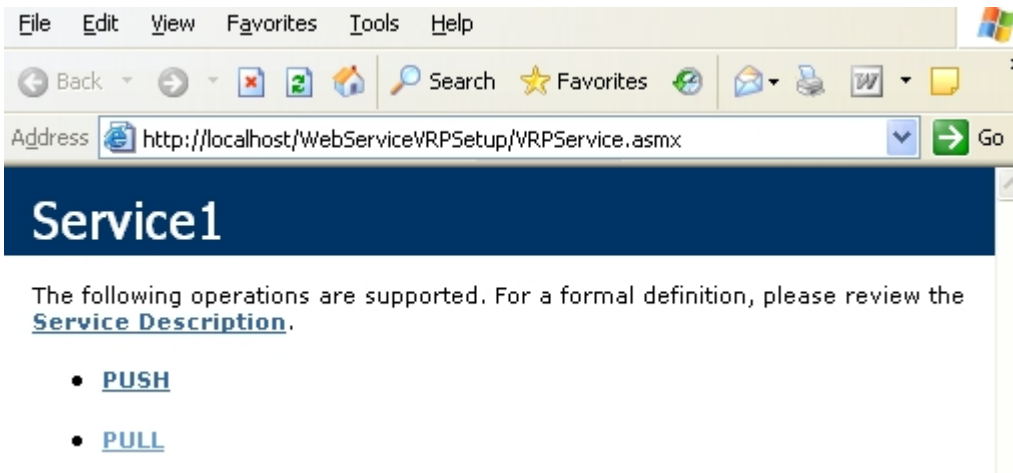 File Edit View Favorites Tools Help
Back Search Favorites
Address http://localhost/WebServiceVRPSetup/VRPService.asmx Go
Service1
The following operations are supported. For a formal definition, please review the
Service Description.
• PUSH
• PULL